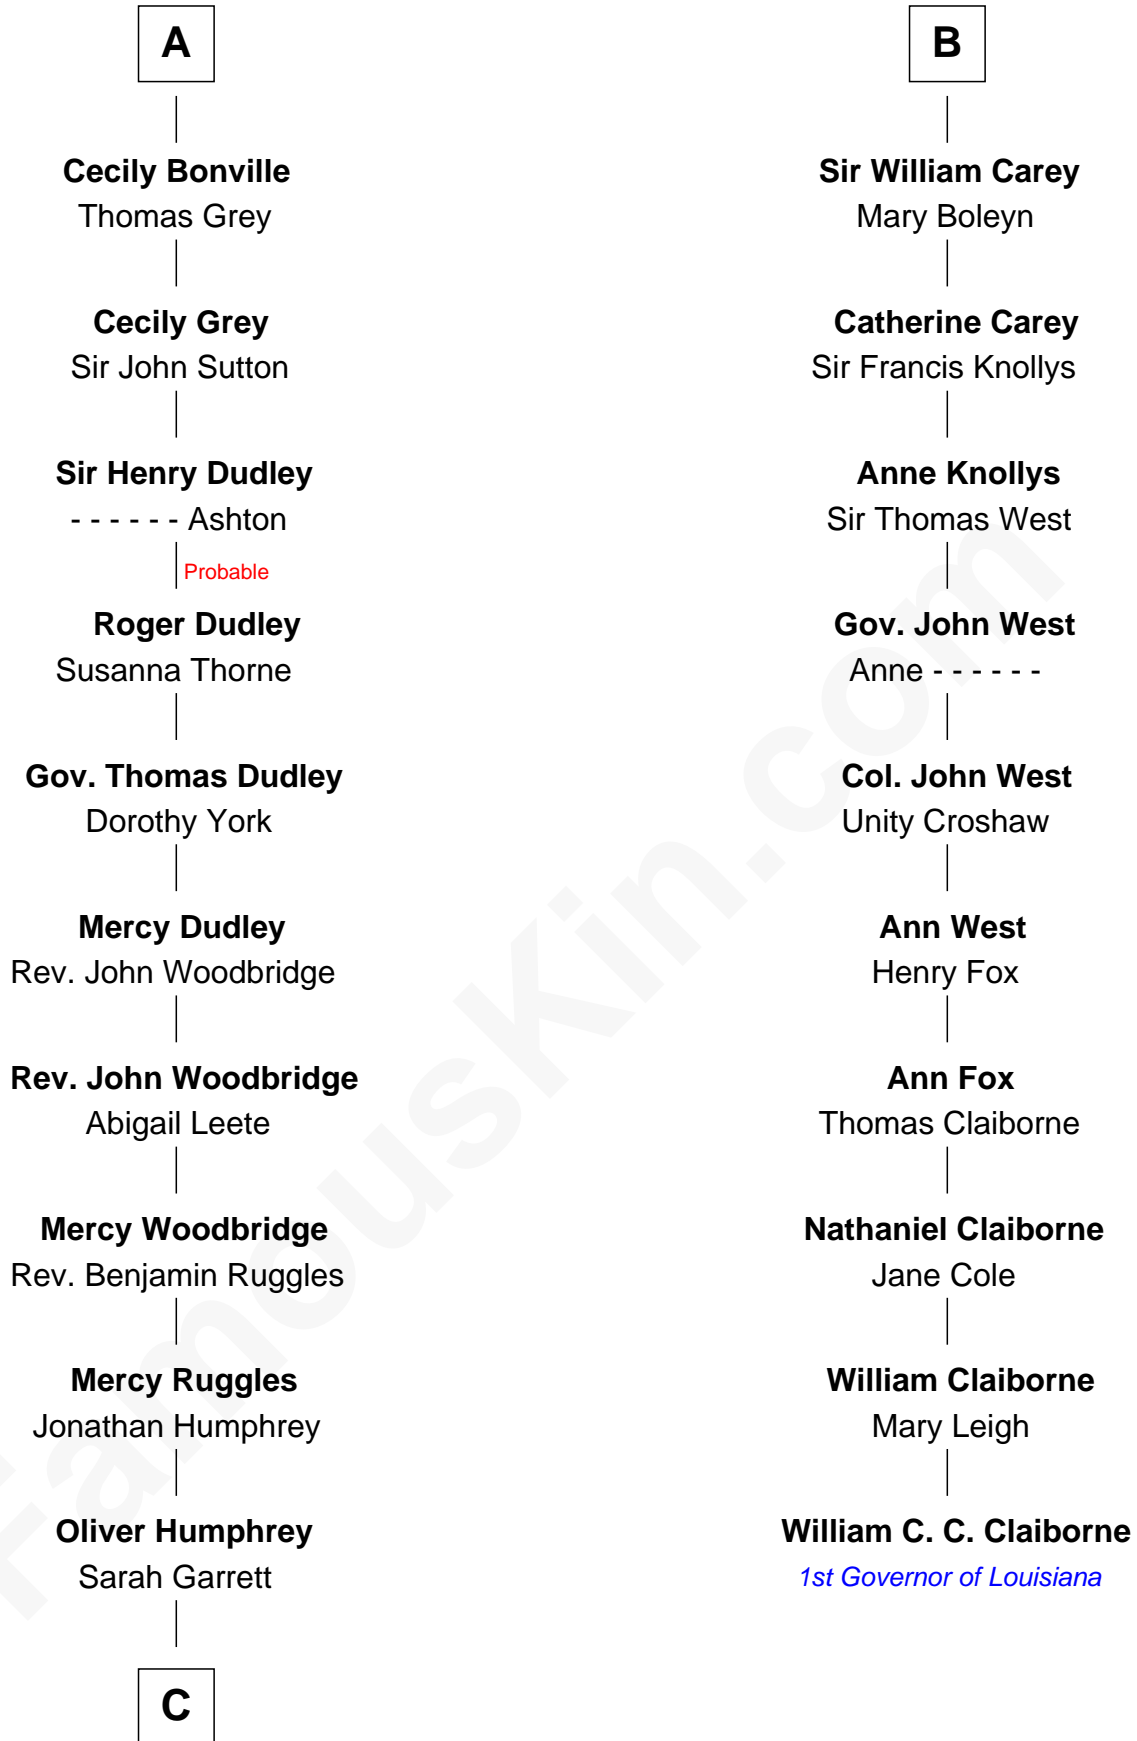 A
Cecily Bonville
Thomas Grey
Cecily Grey
Sir John Sutton
Sir Henry Dudley
- - - - - - Ashton
Probable
Roger Dudley
Susanna Thorne
Gov. Thomas Dudley
Dorothy York
Mercy Dudley
Rev. John Woodbridge
Rev. John Woodbridge
Abigail Leete
Mercy Woodbridge
Rev. Benjamin Ruggles
Mercy Ruggles
Jonathan Humphrey
Oliver Humphrey
Sarah Garrett
C
B
Sir William Carey
Mary Boleyn
Catherine Carey
Sir Francis Knollys
Anne Knollys
Sir Thomas West
Gov. John West
Anne - - - - - -
Col. John West
Unity Croshaw
Ann West
Henry Fox
Ann Fox
Thomas Claiborne
Nathaniel Claiborne
Jane Cole
William Claiborne
Mary Leigh
William C. C. Claiborne
1st Governor of Louisiana
FamousKin.com